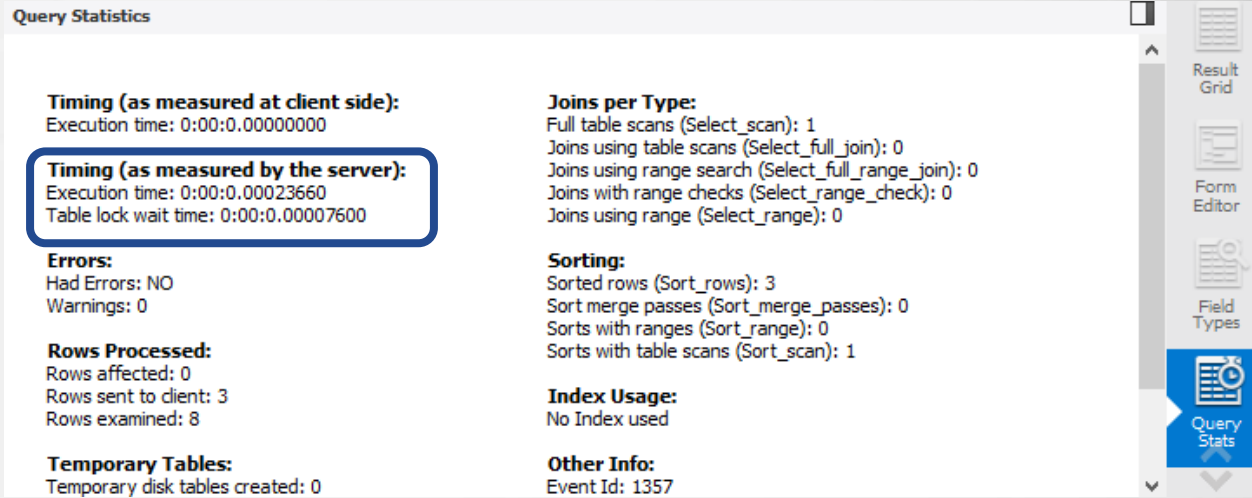 Query Statistics
Timing (as measured at client side):
Execution time: 0:00:0.00000000
Timing (as measured by the server):
Execution time: 0:00:0.00023660
Table lock wait time: 0:00:0.00007600
Errors:
Had Errors: NO
Warnings: 0
Rows Processed:
Rows affected: 0
Rows sent to client: 3
Rows examined: 8
Temporary Tables:
Temporary disk tables created: 0
Joins per Type:
Full table scans (Select_scan): 1
Joins using table scans (Select_full_join): 0
Joins using range search (Select_full_range_join): 0
Joins with range checks (Select_range_check): 0
Joins using range (Select_range): 0
Sorting:
Sorted rows (Sort_rows): 3
Sort merge passes (Sort_merge_passes): 0
Sorts with ranges (Sort_range): 0
Sorts with table scans (Sort_scan): 1
Index Usage:
No Index used
Other Info:
Event Id: 1357
Result
Grid
Form
Editor
Field
Types
Query
Stats